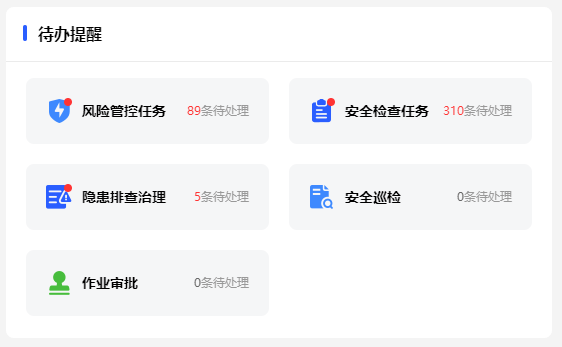 待办提醒
风险管控任务 89条待处理
安全检查任务 310条待处理
隐患排查治理 5条待处理
安全巡检 0条待处理
作业审批 0条待处理